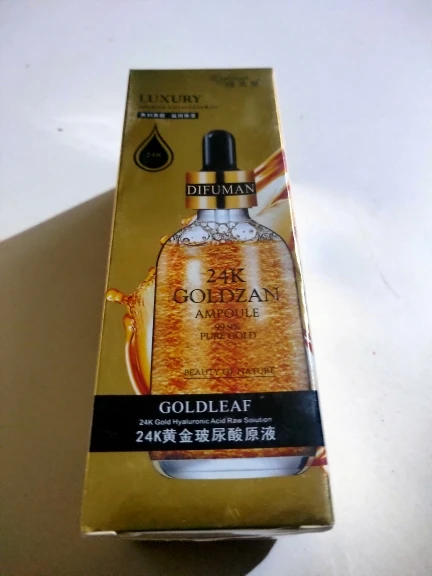 LUXURY
24K
DIFUMAN
24K
GOLDZAN
AMPOULE
99.9%
PURE GOLD
BEAUTY OF NATURE
GOLDLEAF
24K Gold Hyaluronic Acid Raw Solution
24K黄金玻尿酸原液